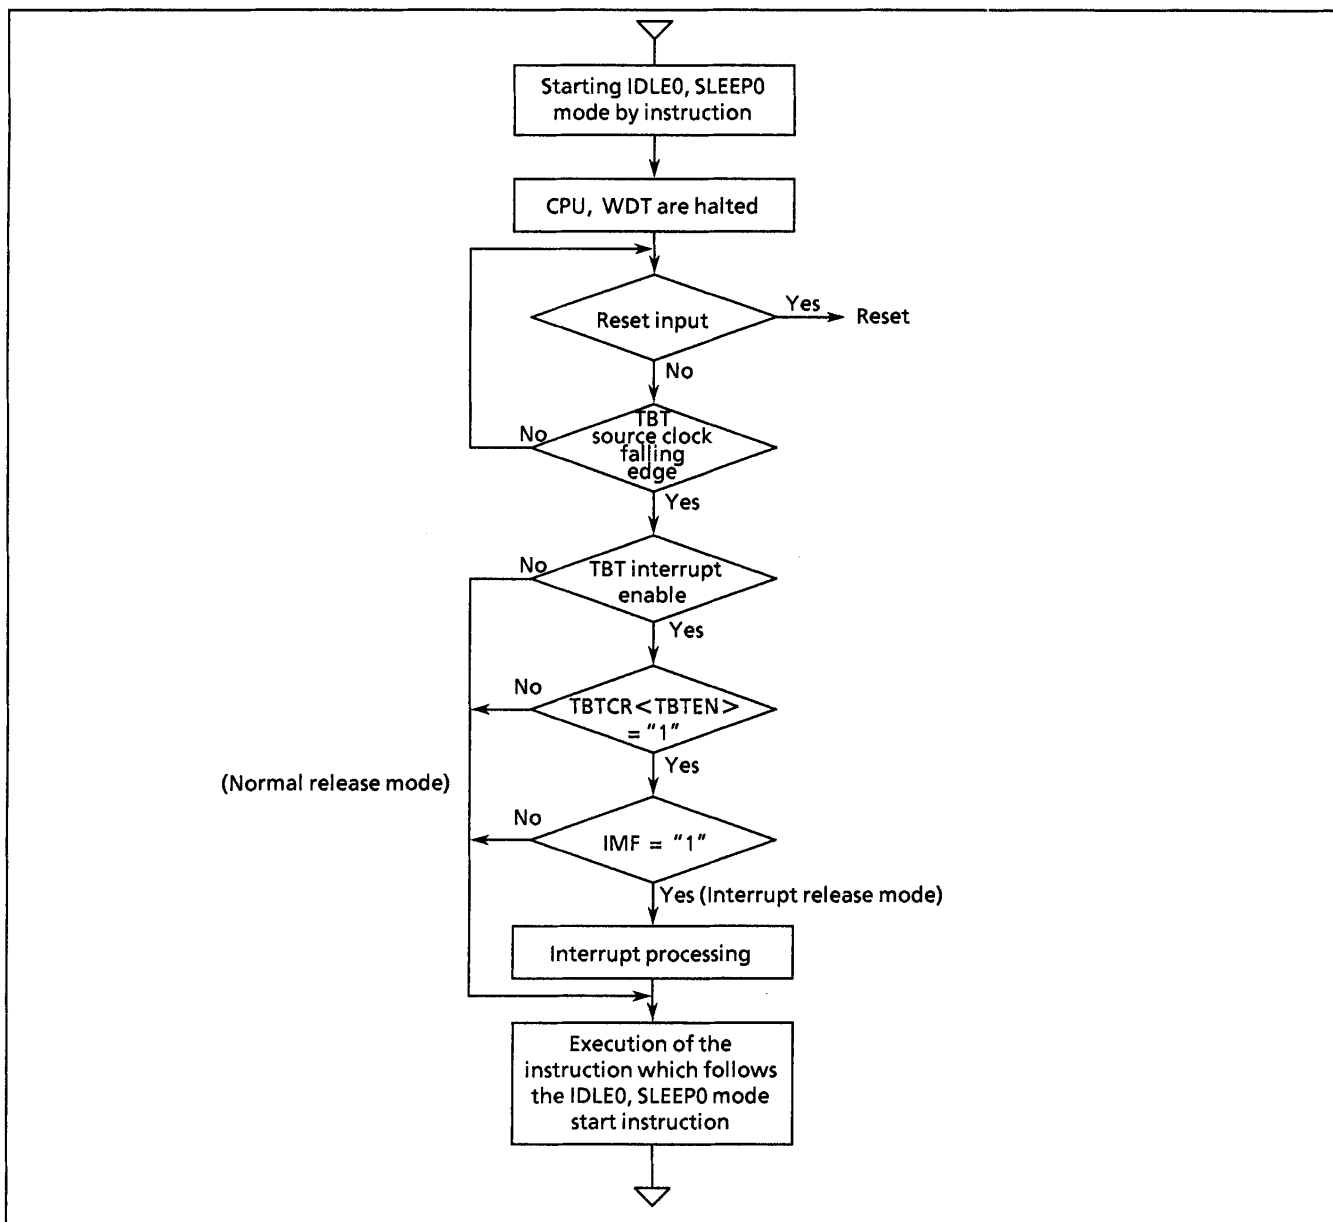 Starting IDLE0, SLEEP0
mode by instruction
CPU, WDT are halted
Reset input
Yes
Reset
No
TBT
source clock
falling
edge
No
Yes
TBT interrupt
enable
No
Yes
TBTCR<TBTEN>
= "1"
No
Yes
(Normal release mode)
IMF = "1"
No
Yes (Interrupt release mode)
Interrupt processing
Execution of the
instruction which follows
the IDLE0, SLEEP0 mode
start instruction